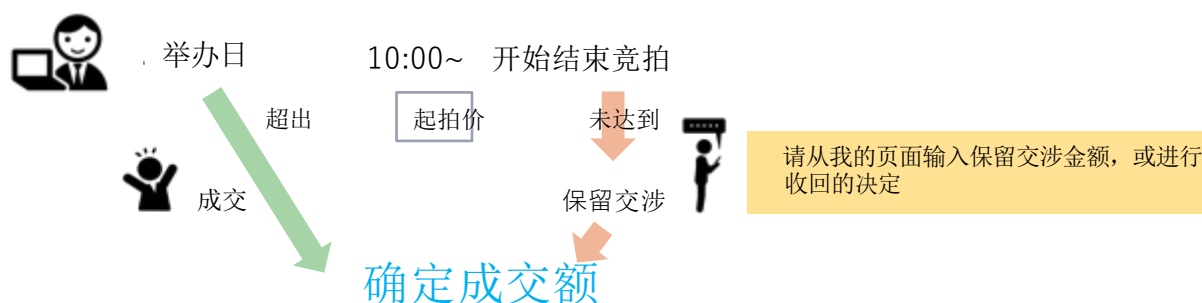 举办日 10:00~ 开始结束竞拍
超出 起拍价 未达到
请从我的页面输入保留交涉金额，或进行
收回的决定
成交 保留交涉
确定成交额